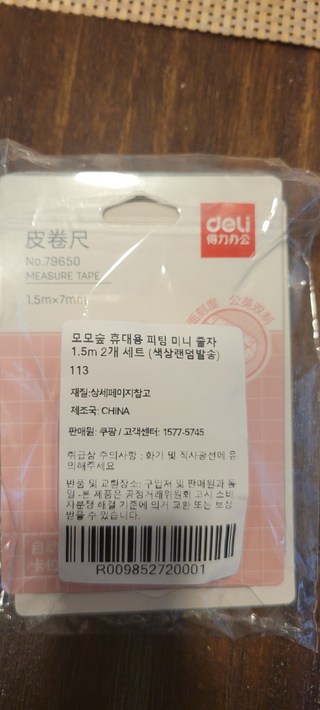 deli
得力办公
皮卷尺
No.79650
MEASURE TAPE
1.5m×7mm
制度 公英双制
모모숲 휴대용 피팅 미니 줄자
1.5m 2개 세트 (색상랜덤발송)
113
재질:상세페이지참고
제조국: CHINA
판매원: 쿠팡 / 고객센터: 1577-5745
취급상 주의사항 : 화기 및 직사광선에 유
의해주세요
반품 및 교환장소: 구입처 및 판매원과 동
일 -본 제품은 공정거래위원회 고시 소비
자분쟁 해결 기준에 의거 교환 또는 보상
받을 수 있습니다.
R009852720001